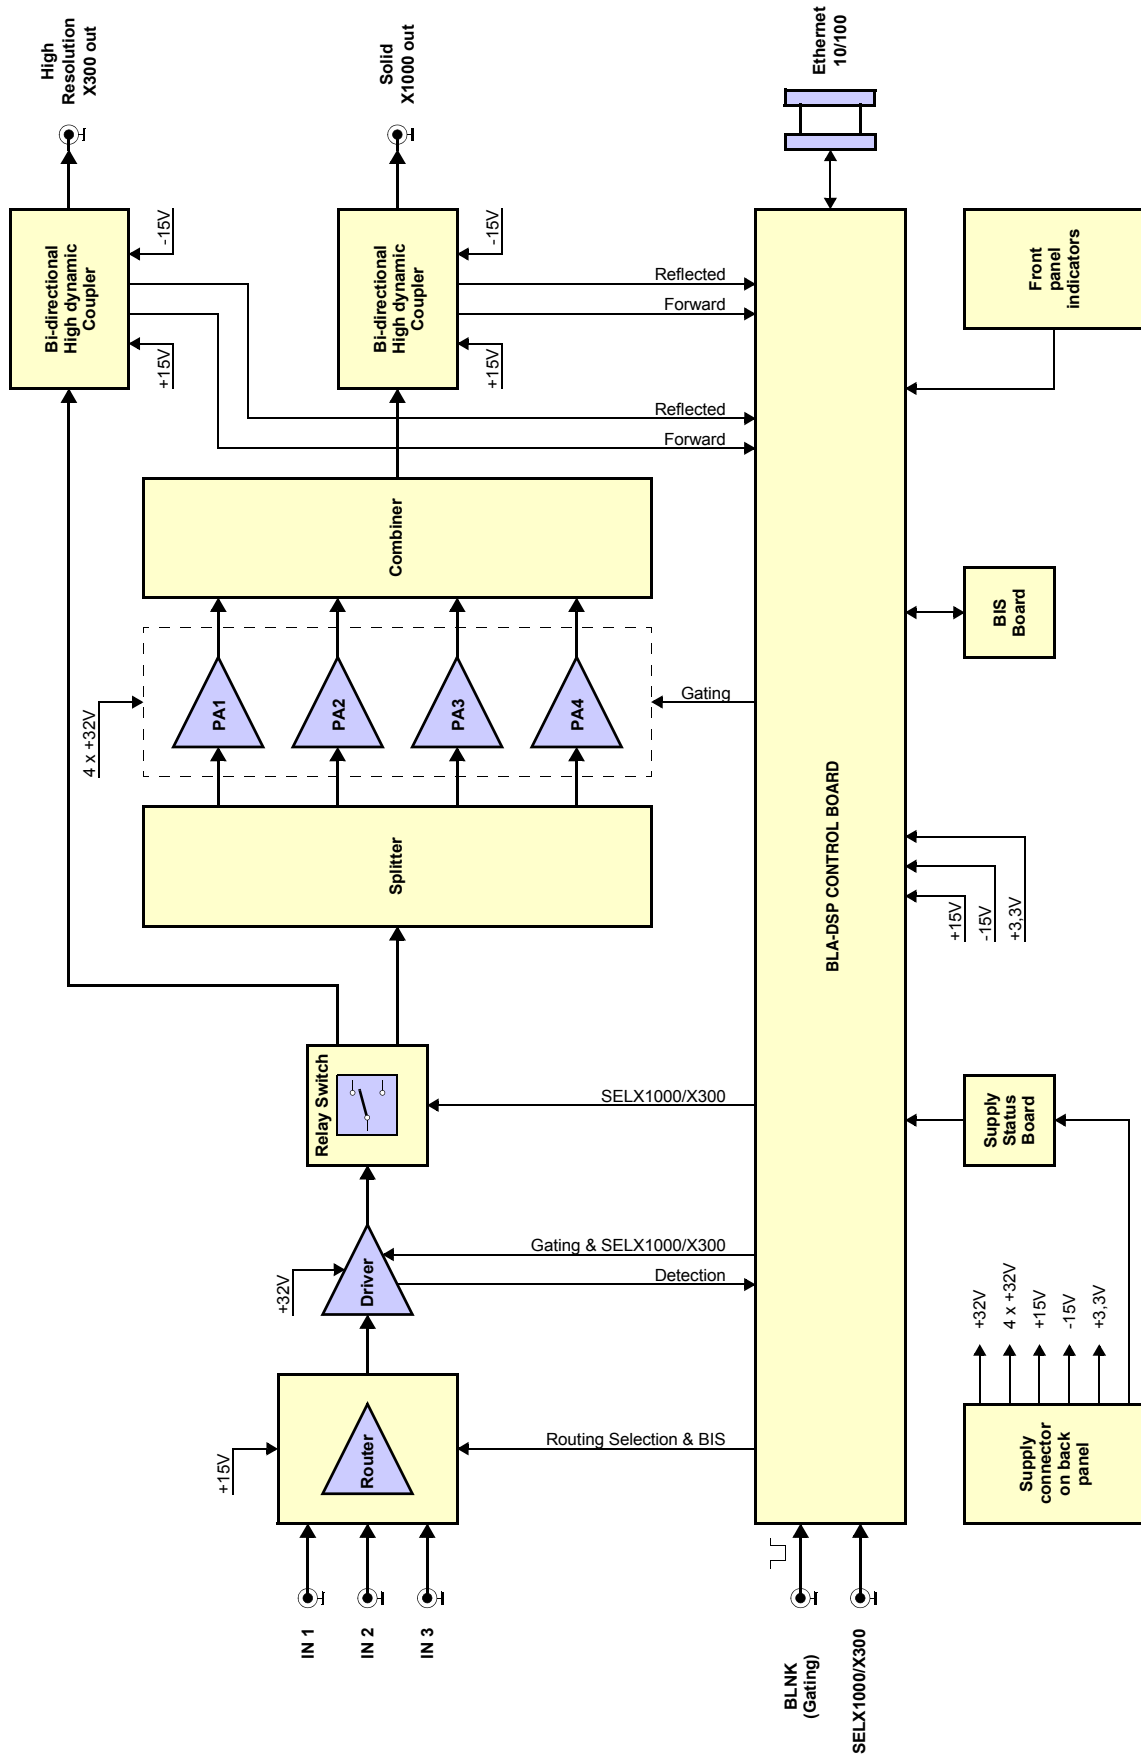 High
Resolution
X300 out
Solid
X1000 out
Ethernet
10/100
Bi-directional
High dynamic
Coupler
+15V
-15V
Bi-directional
High dynamic
Coupler
+15V
-15V
Reflected
Forward
Reflected
Forward
Front
panel
indicators
Combiner
4 x +32V
PA1
PA2
PA3
PA4
Gating
BIS
Board
Splitter
BLA-DSP CONTROL BOARD
+15V
-15V
+3,3V
Relay Switch
SELX1000/X300
Supply
Status
Board
+32V
Driver
Gating & SELX1000/X300
Detection
+32V
4 x +32V
+15V
-15V
+3,3V
+15V
Router
Routing Selection & BIS
Supply
connector
on back
panel
IN 1
IN 2
IN 3
BLNK
(Gating)
SELX1000/X300